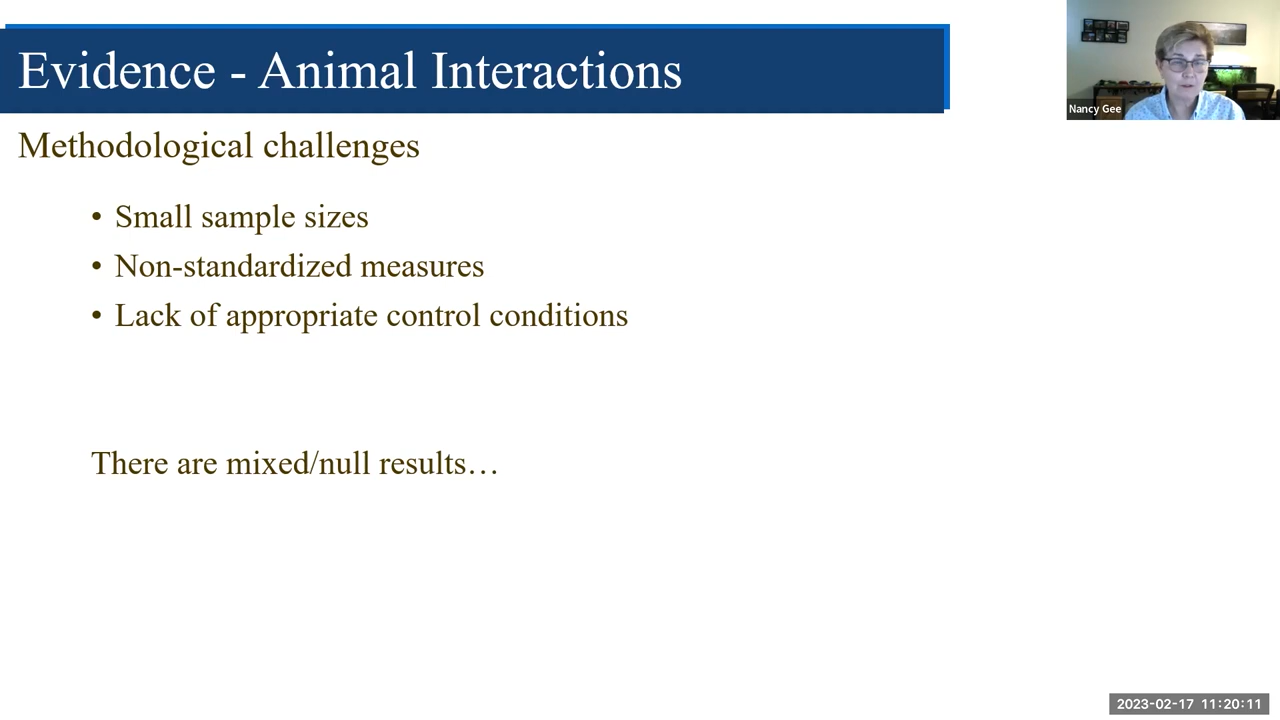 Evidence - Animal Interactions
Nancy Gee
Methodological challenges
• Small sample sizes
• Non-standardized measures
• Lack of appropriate control conditions
There are mixed/null results…
2023-02-17 11:20:11